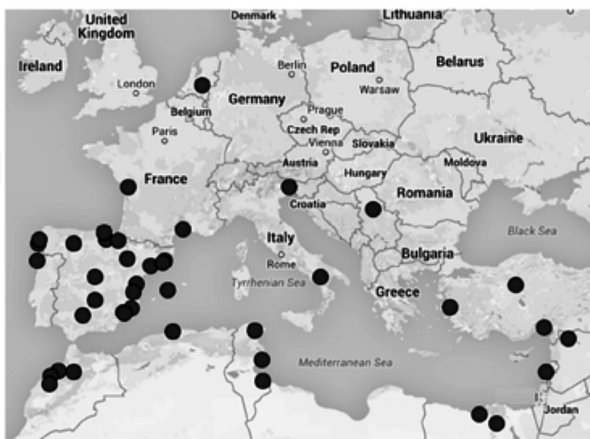 Denmark
Lithuania
United
Kingdom
Ireland
London
Berlin
Poland
Warsaw
Belarus
Germany
Belgium
Prague
Czech Rep
Paris
Ukraine
Vienna
Slovakia
Austria
Moldova
Hungary
France
Romania
Croatia
Italy
Black Sea
Rome
Bulgaria
Tyrrhenian Sea
Greece
Mediterranean Sea
Jordan